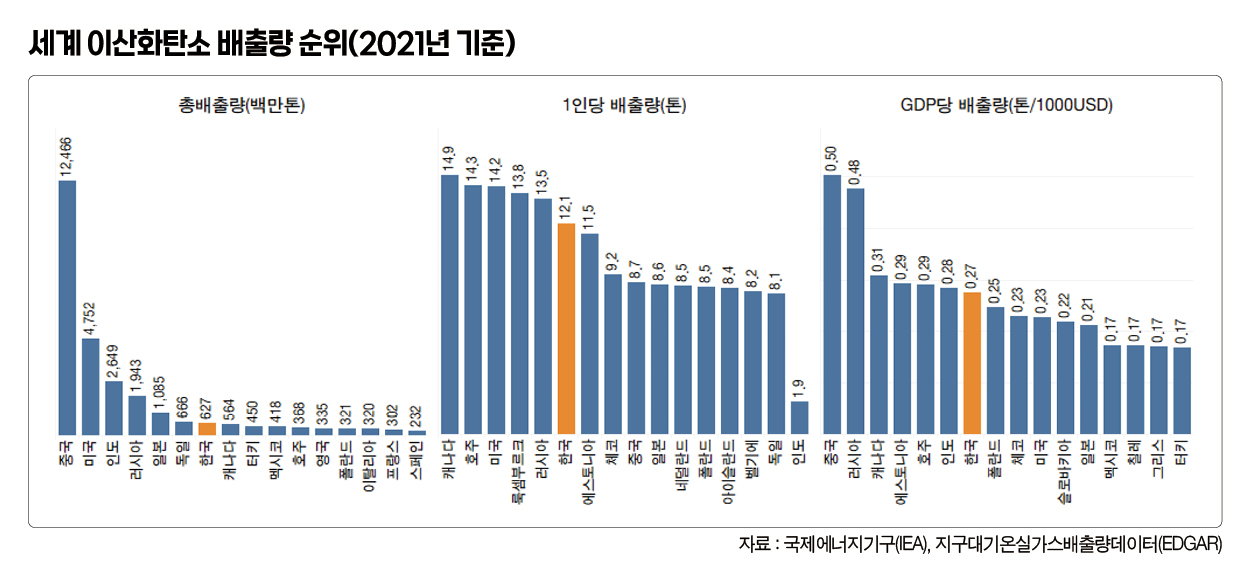 세계 이산화탄소 배출량 순위(2021년 기준)
총배출량(백만톤)
12,466
4,752
2,649
1,943
1,085
666
627
564
450
418
368
335
321
320
302
232
중국
미국
인도
러시아
일본
독일
한국
캐나다
터키
멕시코
호주
영국
폴란드
이탈리아
프랑스
스페인
1인당 배출량(톤)
14.9
14.3
14.2
13.8
13.5
12.1
11.5
9.2
8.7
8.6
8.5
8.5
8.4
8.2
8.1
1.9
캐나다
호주
미국
룩셈부르크
러시아
한국
에스토니아
체코
중국
일본
네덜란드
폴란드
아이슬란드
벨기에
독일
인도
GDP당 배출량(톤/1000USD)
0.50
0.48
0.31
0.29
0.29
0.28
0.27
0.25
0.23
0.23
0.22
0.21
0.17
0.17
0.17
0.17
중국
러시아
캐나다
에스토니아
호주
인도
한국
폴란드
체코
미국
슬로바키아
일본
멕시코
칠레
그리스
터키
자료 : 국제에너지기구(IEA), 지구대기온실가스배출량데이터(EDGAR)